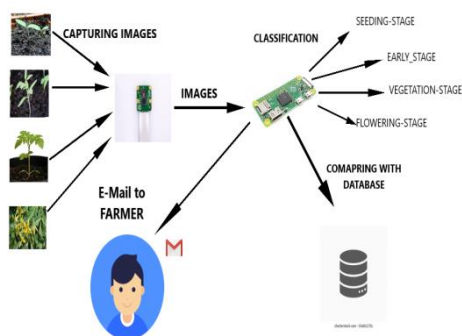 CAPTURING IMAGES
IMAGES
CLASSIFICATION
SEEDING-STAGE
EARLY_STAGE
VEGETATION-STAGE
FLOWERING-STAGE
COMAPRING WITH
DATABASE
E-Mail to
FARMER